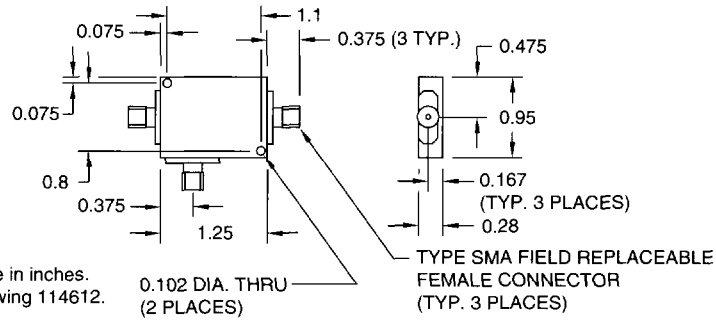 1.1
0.075
0.375 (3 TYP.)
0.475
0.075
0.95
0.8
0.167
(TYP. 3 PLACES)
0.375
0.28
1.25
TYPE SMA FIELD REPLACEABLE
FEMALE CONNECTOR
(TYP. 3 PLACES)
in inches.
0.102 DIA. THRU
114612.
(2 PLACES)